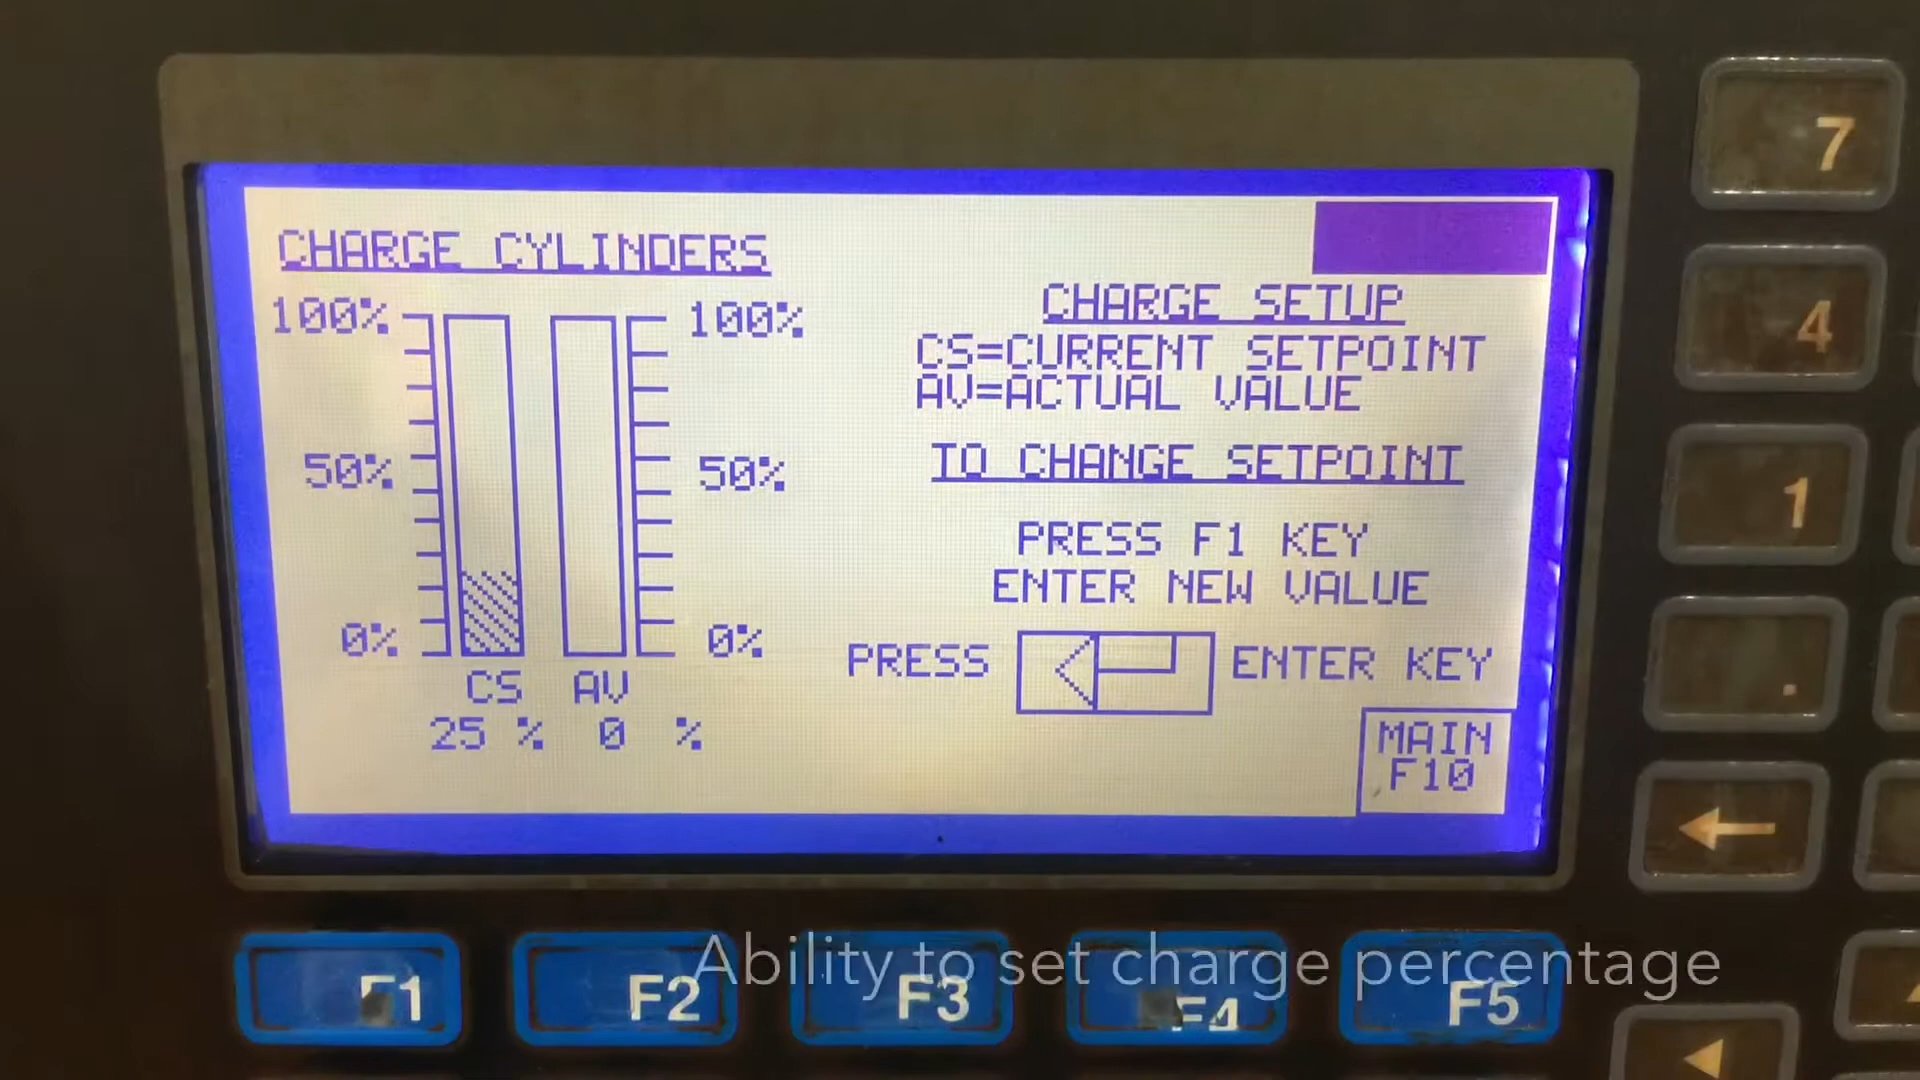 CHARGE CYLINDERS
100%
100%
50%
50%
0%
0%
CS AV
25 % 0 %
CHARGE SETUP
CS=CURRENT SETPOINT
AV=ACTUAL VALUE
TO CHANGE SETPOINT
PRESS F1 KEY
ENTER NEW VALUE
PRESS ENTER KEY
MAIN
F10
7
4
1
.
F1 F2 F3 F4 F5
Ability to set charge percentage